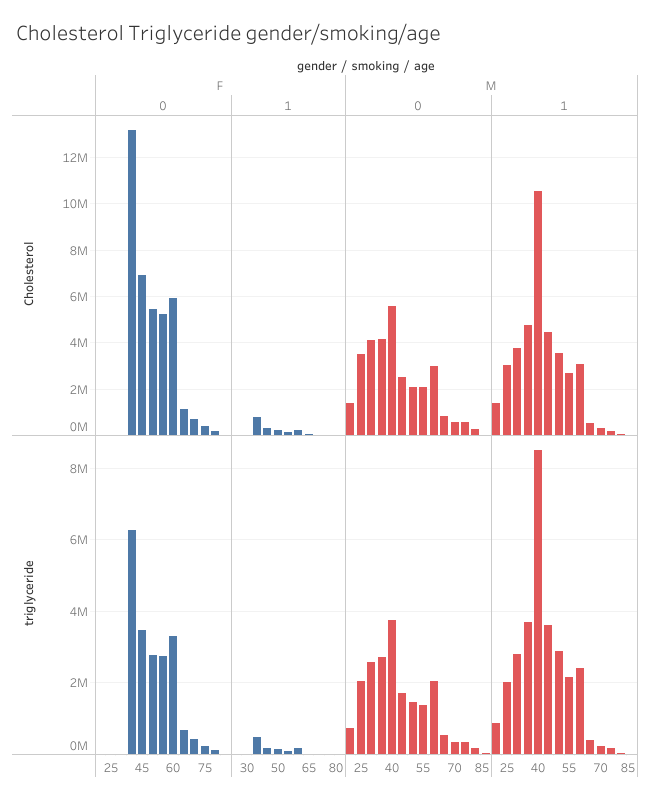 Cholesterol Triglyceride gender/smoking/age
gender / smoking / age
F M
0 1 0 1
Cholesterol
12M
10M
8M
6M
4M
2M
0M
triglyceride
8M
6M
4M
2M
0M
25 45 60 75 30 50 65 80 25 40 55 70 85 25 40 55 70 85